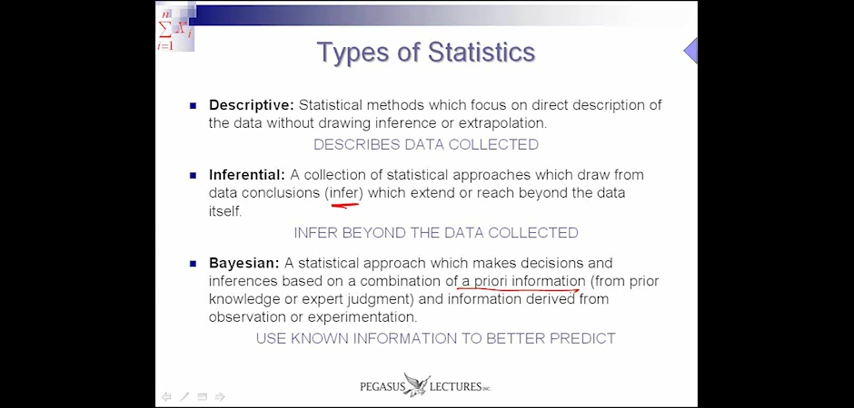 n
∑ X i
i=1
Types of Statistics
Descriptive: Statistical methods which focus on direct description of
the data without drawing inference or extrapolation.
DESCRIBES DATA COLLECTED
Inferential: A collection of statistical approaches which draw from
data conclusions (infer) which extend or reach beyond the data
itself.
INFER BEYOND THE DATA COLLECTED
Bayesian: A statistical approach which makes decisions and
inferences based on a combination of a priori information (from prior
knowledge or expert judgment) and information derived from
observation or experimentation.
USE KNOWN INFORMATION TO BETTER PREDICT
PEGASUS LECTURES INC.